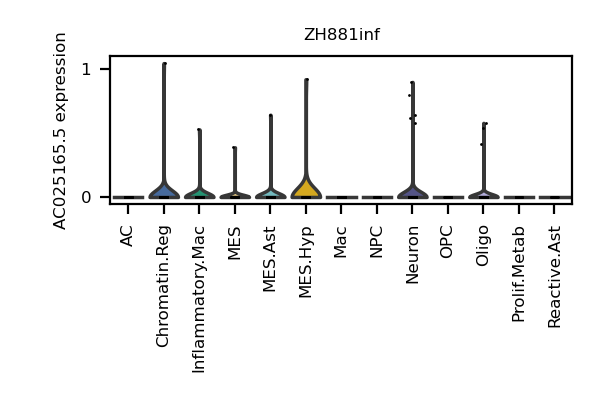 ZH881inf
AC025165.5 expression
1
0
AC
Chromatin.Reg
Inflammatory.Mac
MES
MES.Ast
MES.Hyp
Mac
NPC
Neuron
OPC
Oligo
Prolif.Metab
Reactive.Ast